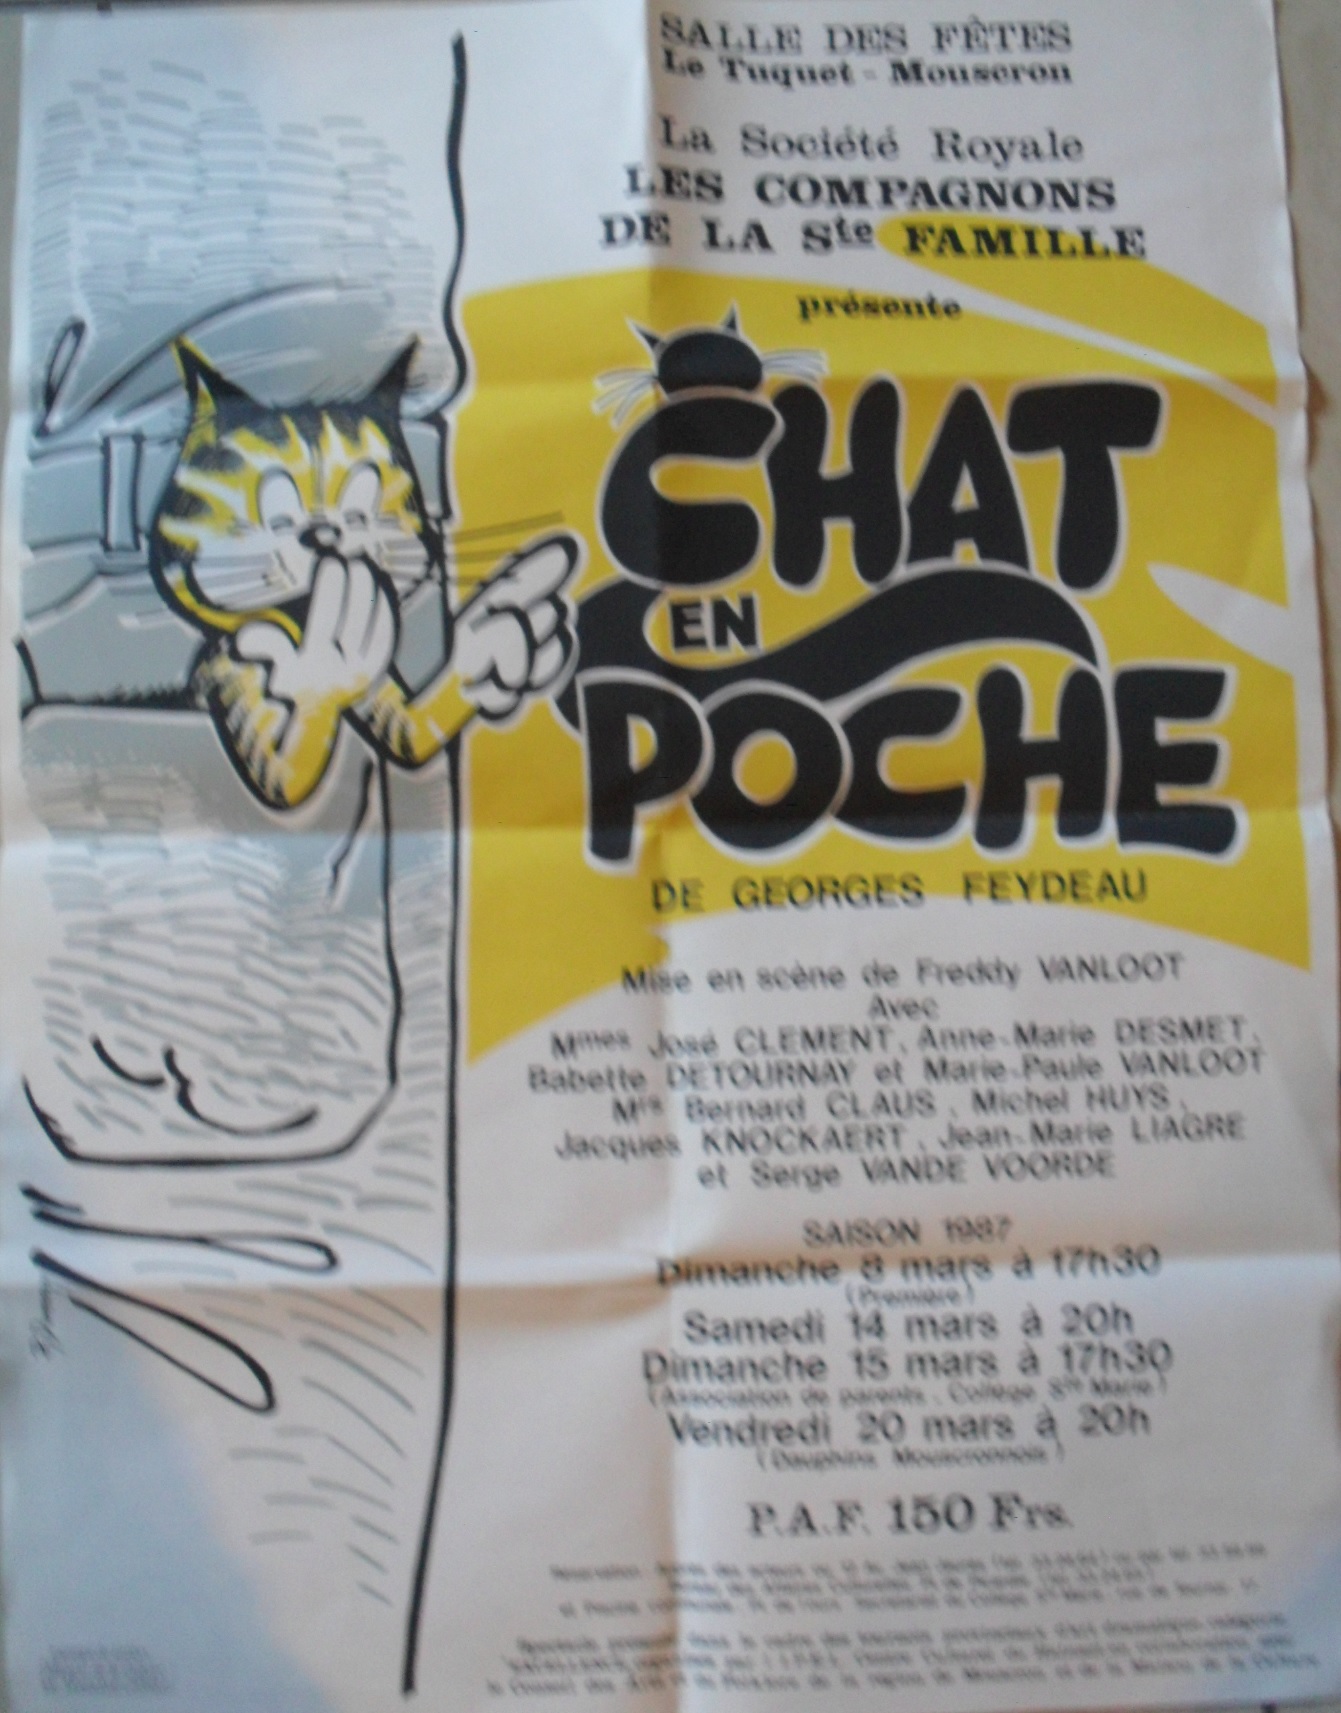 SALLE DES FÊTES
Le Tuquet - Mouscron
La Société Royale
LES COMPAGNONS
DE LA Ste FAMILLE
présente
CHAT
EN
POCHE
DE GEORGES FEYDEAU
Mise en scène de Freddy VANLOOT
Avec
Mmes José CLEMENT, Anne-Marie DESMET,
Babette DETOURNAY et Marie-Paule VANLOOT
Mrs Bernard CLAUS, Michel HUYS,
Jacques KNOCKAERT, Jean-Marie LIAGRE
et Serge VANDE VOORDE
SAISON 1987
Dimanche 8 mars à 17h30
(Première)
Samedi 14 mars à 20h
Dimanche 15 mars à 17h30
(Association de parents. Collège Ste Marie)
Vendredi 20 mars à 20h
(Dauphins Mouscronnois)
P.A.F. 150 Frs.